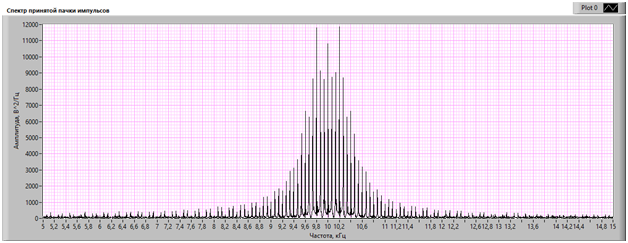 Спектр принятой пачки импульсов
Plot 0
Амплитуда, В^2/Гц
12000
11000
10000
9000
8000
7000
6000
5000
4000
3000
2000
1000
0
5 5,2 5,4 5,6 5,8 6 6,2 6,4 6,6 6,8 7 7,2 7,4 7,6 7,8 8 8,2 8,4 8,6 8,8 9 9,2 9,4 9,6 9,8 10 10,2 10,6 11 11,2 11,4 11,8 12 12,2 12,6 12,8 13 13,2 13,6 14 14,2 14,4 14,8 15
Частота, кГц